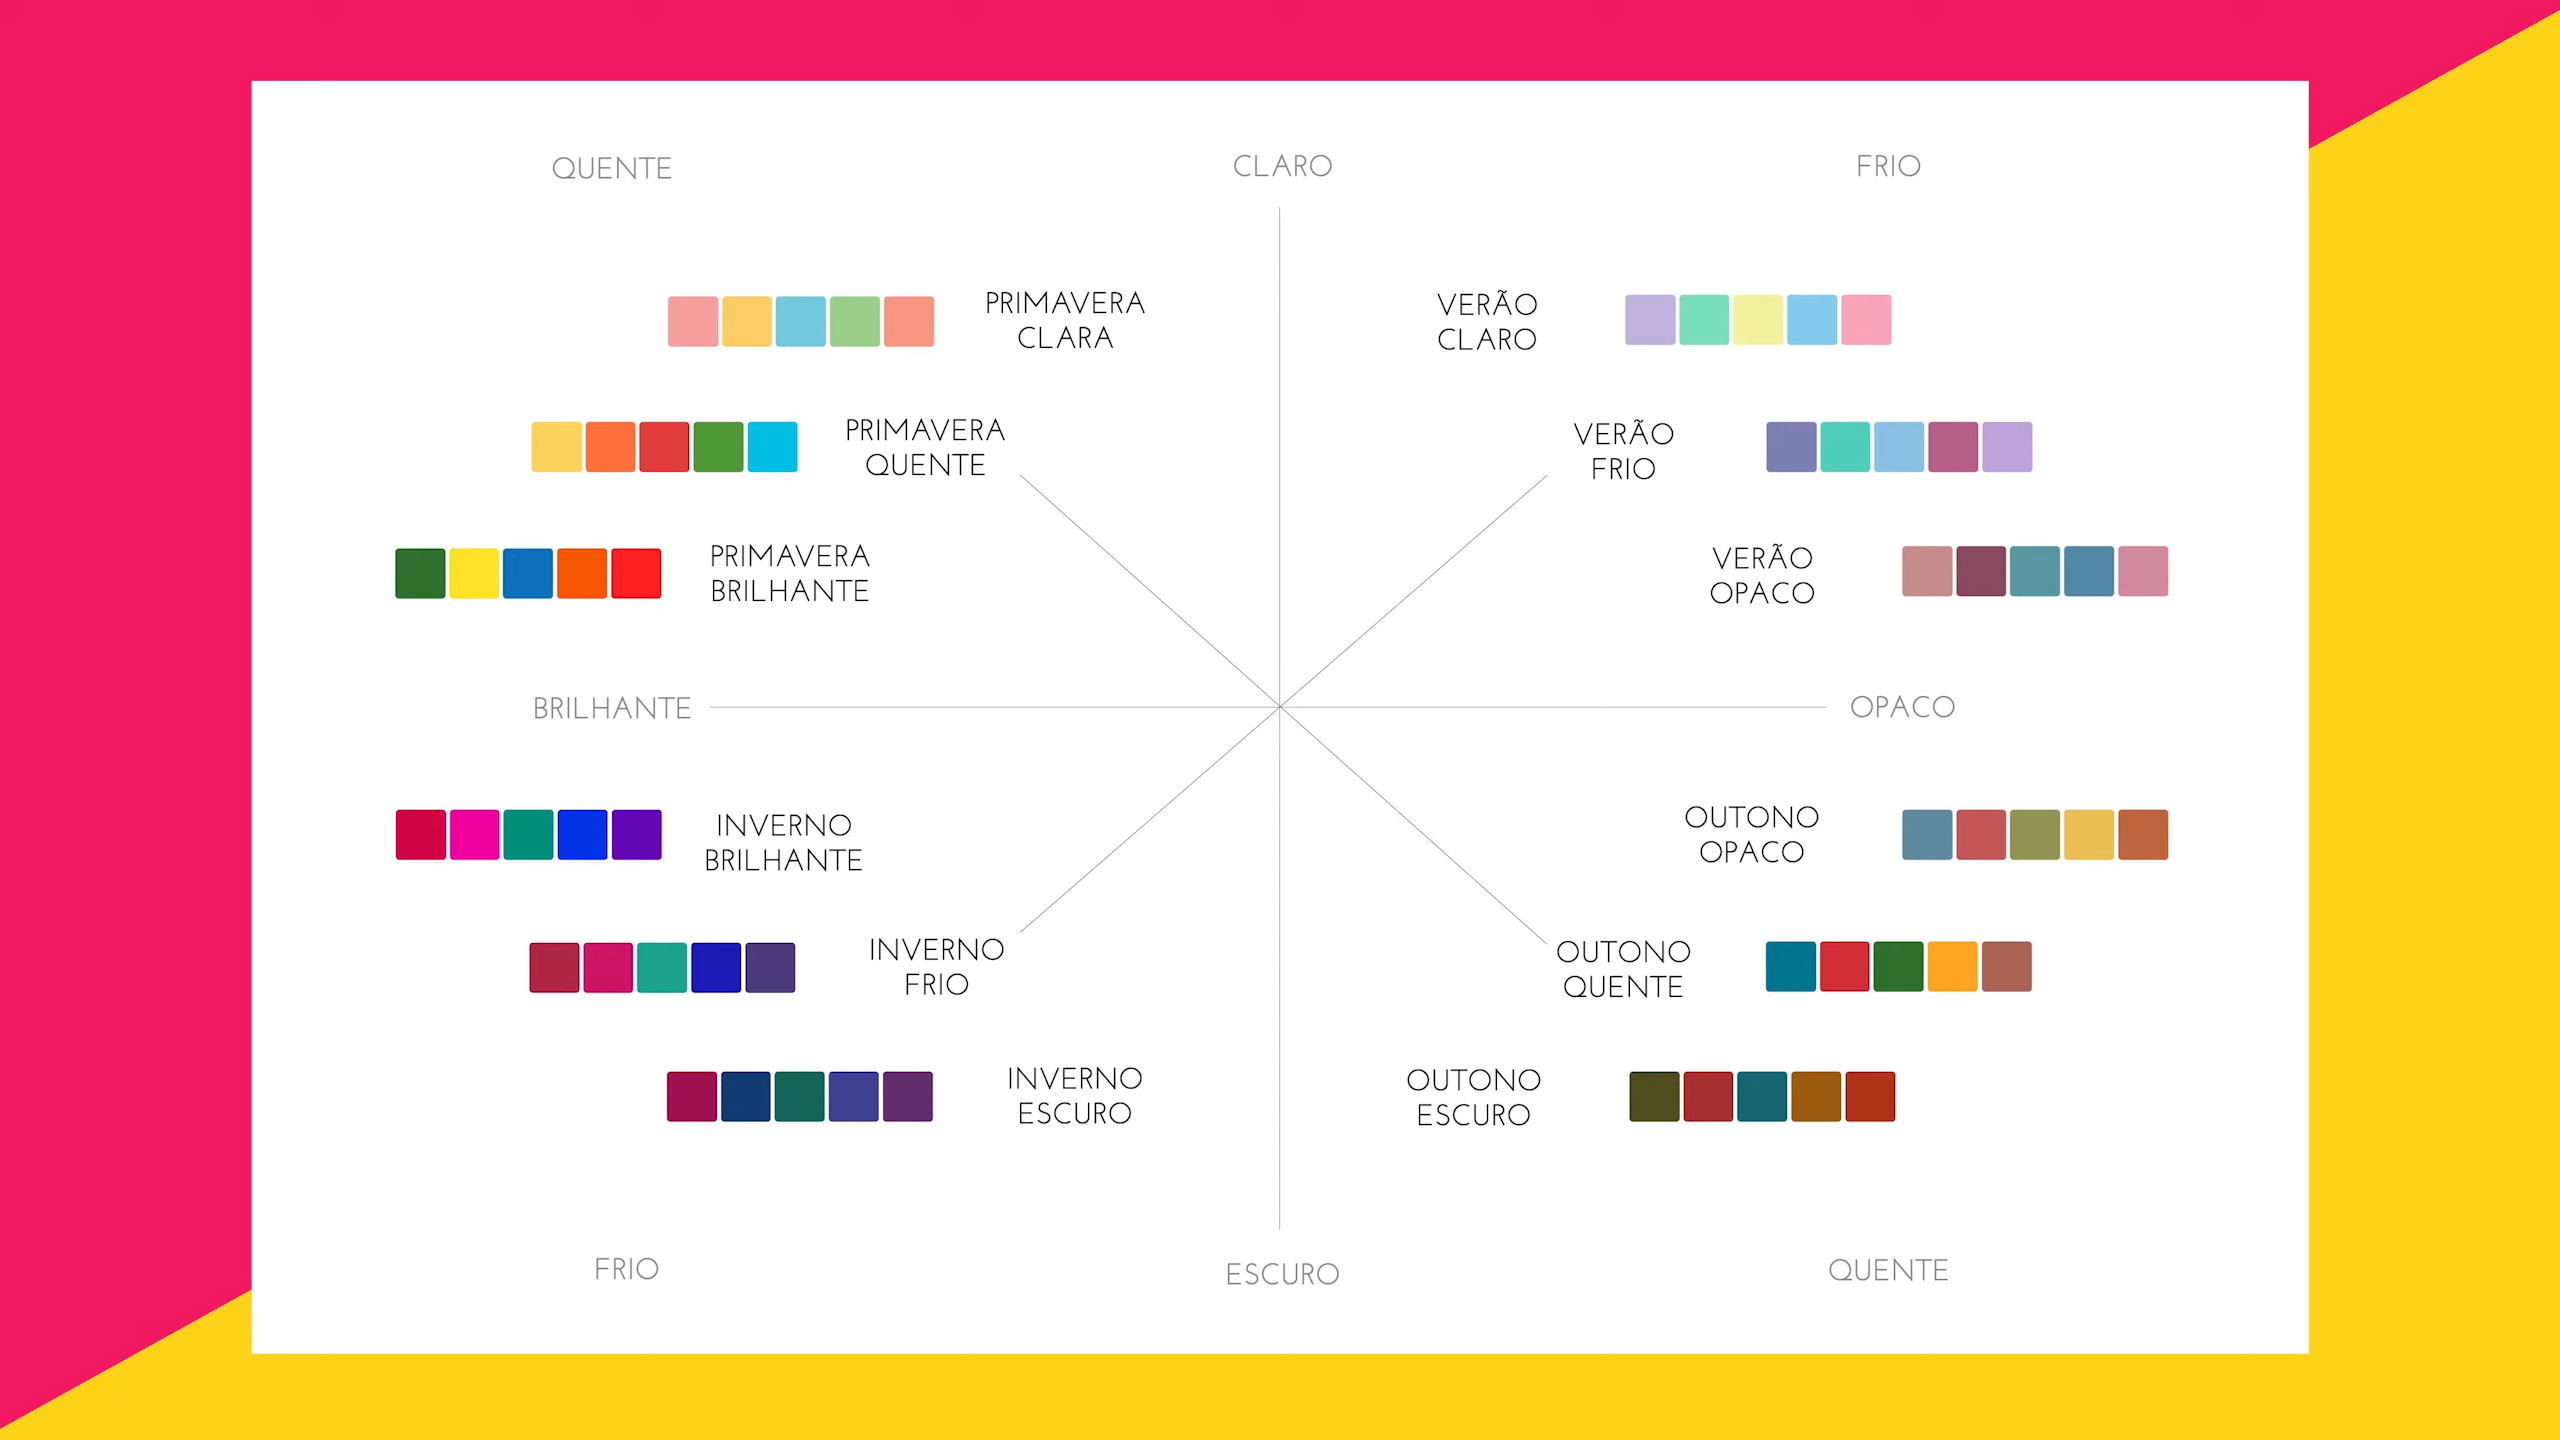 QUENTE
CLARO
FRIO
PRIMAVERA
CLARA
VERÃO
CLARO
PRIMAVERA
QUENTE
VERÃO
FRIO
PRIMAVERA
BRILHANTE
VERÃO
OPACO
BRILHANTE
OPACO
INVERNO
BRILHANTE
OUTONO
OPACO
INVERNO
FRIO
OUTONO
QUENTE
INVERNO
ESCURO
OUTONO
ESCURO
FRIO
ESCURO
QUENTE